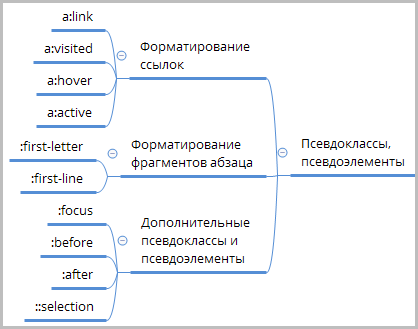 a:link
a:visited
a:hover
a:active
Форматирование
ссылок
:first-letter
:first-line
Форматирование
фрагментов абзаца
:focus
:before
:after
::selection
Дополнительные
псевдоклассы и
псевдоэлементы
Псевдоклассы,
псевдоэлементы